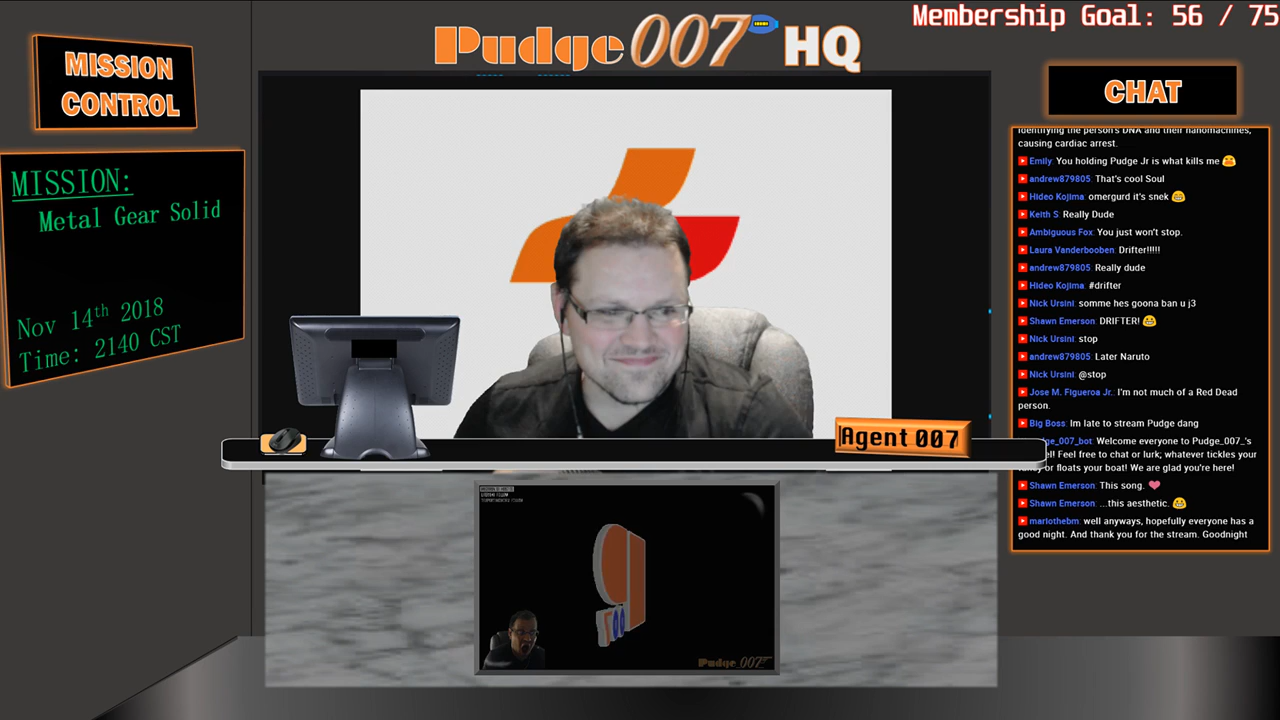 Membership Goal: 56 / 75
Pudge 007 HQ
MISSION
CONTROL
MISSION:
Metal Gear Solid
Nov 14th 2018
Time: 2140 CST
CHAT
identifying the person's DNA and their nanomachines,
causing cardiac arrest.
Emily: You holding Pudge Jr is what kills me
andrew879805: That's cool Soul
Hideo Kojima: omergurd it's snek
Keith S: Really Dude
Ambiguous Fox: You just won't stop.
Laura Vanderbooben: Drifter!!!!!
andrew879805: Really dude
Hideo Kojima: #drifter
Nick Ursini: somme hes goona ban u j3
Shawn Emerson: DRIFTER!
Nick Ursini: stop
andrew879805: Later Naruto
Nick Ursini: @stop
Jose M. Figueroa Jr.: I'm not much of a Red Dead
person.
Big Boss: Im late to stream Pudge dang
_007_bot: Welcome everyone to Pudge_007_'s
Feel free to chat or lurk; whatever tickles your
or floats your boat! We are glad you're here!
Shawn Emerson: This song.
Shawn Emerson: ...this aesthetic.
mariothebm: well anyways, hopefully everyone has a
good night. And thank you for the stream. Goodnight
Agent 007
Pudge_007